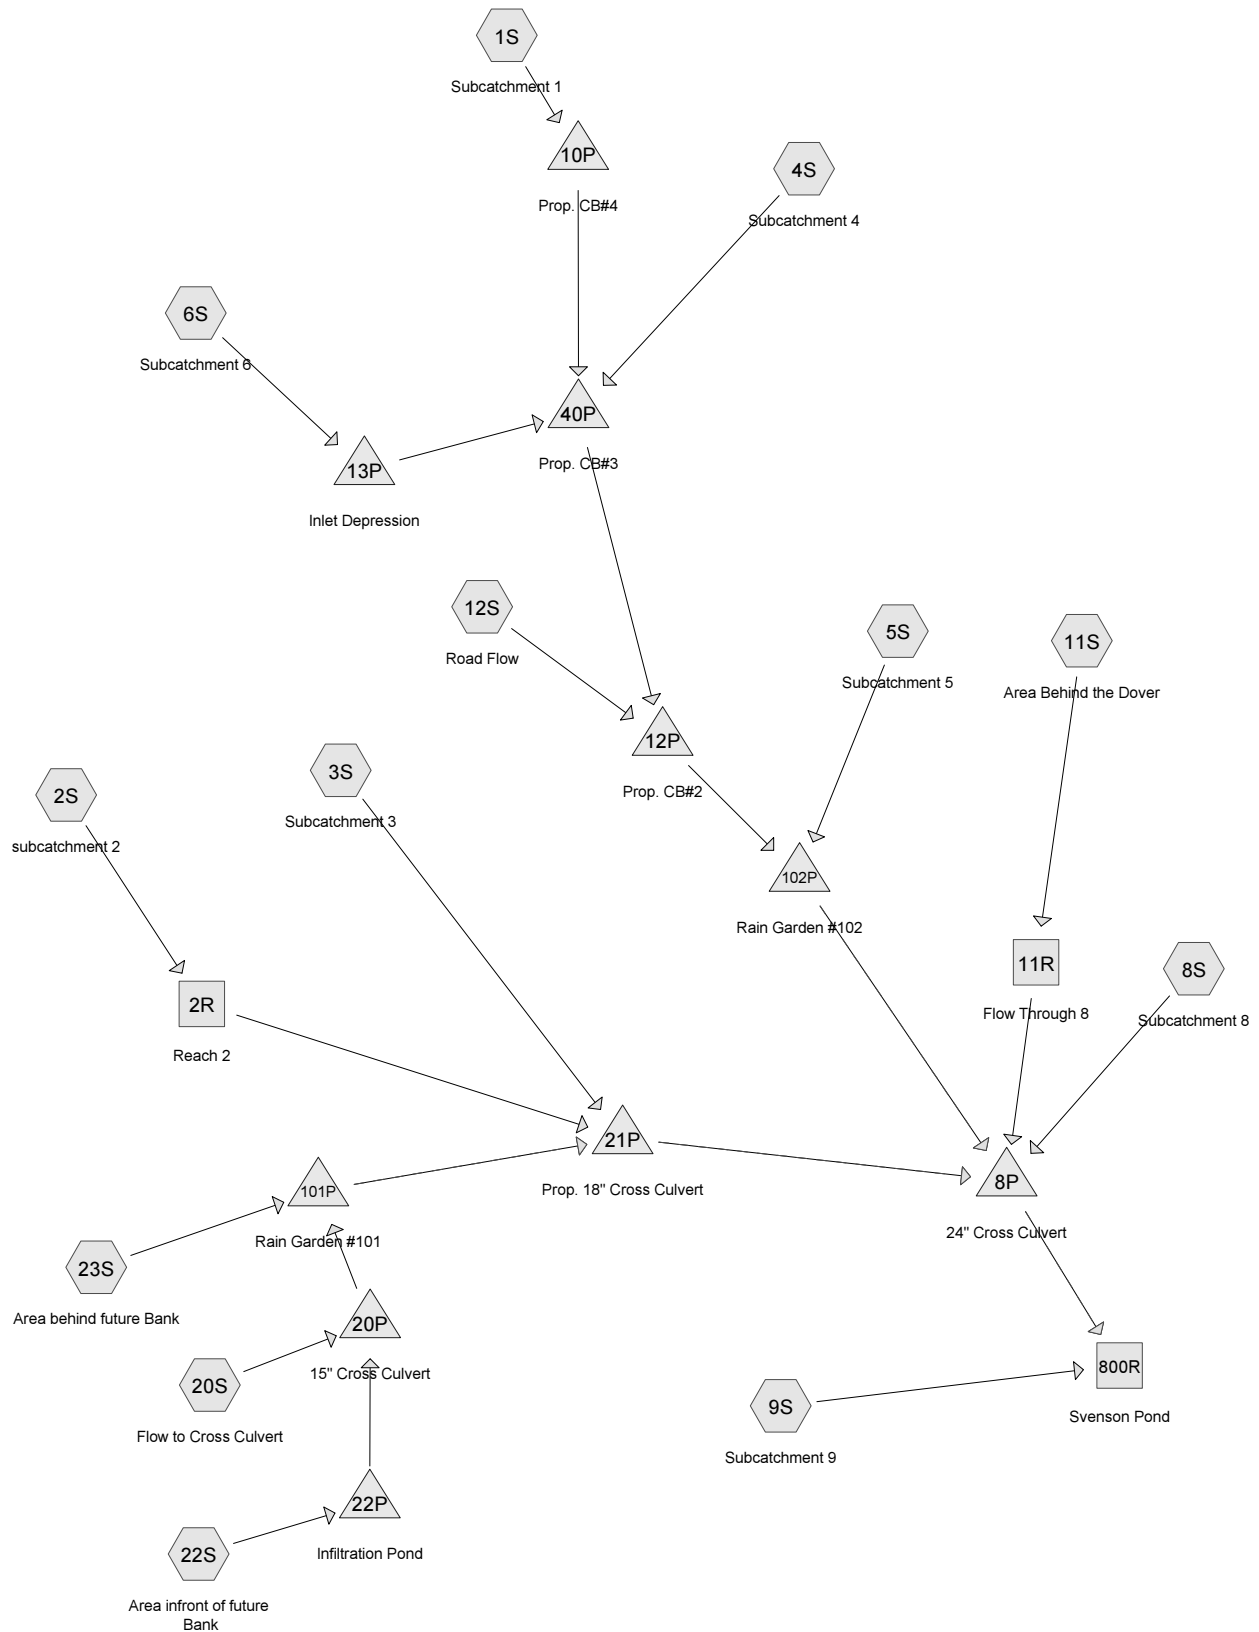 1S
Subcatchment 1
10P
Prop. CB#4
4S
Subcatchment 4
6S
Subcatchment 6
40P
Prop. CB#3
13P
Inlet Depression
12S
Road Flow
5S
Subcatchment 5
11S
Area Behind the Dover
12P
Prop. CB#2
3S
Subcatchment 3
2S
subcatchment 2
102P
Rain Garden #102
11R
Flow Through 8
8S
Subcatchment 8
2R
Reach 2
21P
Prop. 18" Cross Culvert
101P
Rain Garden #101
8P
24" Cross Culvert
23S
Area behind future Bank
20P
15" Cross Culvert
20S
Flow to Cross Culvert
800R
Svenson Pond
9S
Subcatchment 9
22P
Infiltration Pond
22S
Area infront of future
Bank